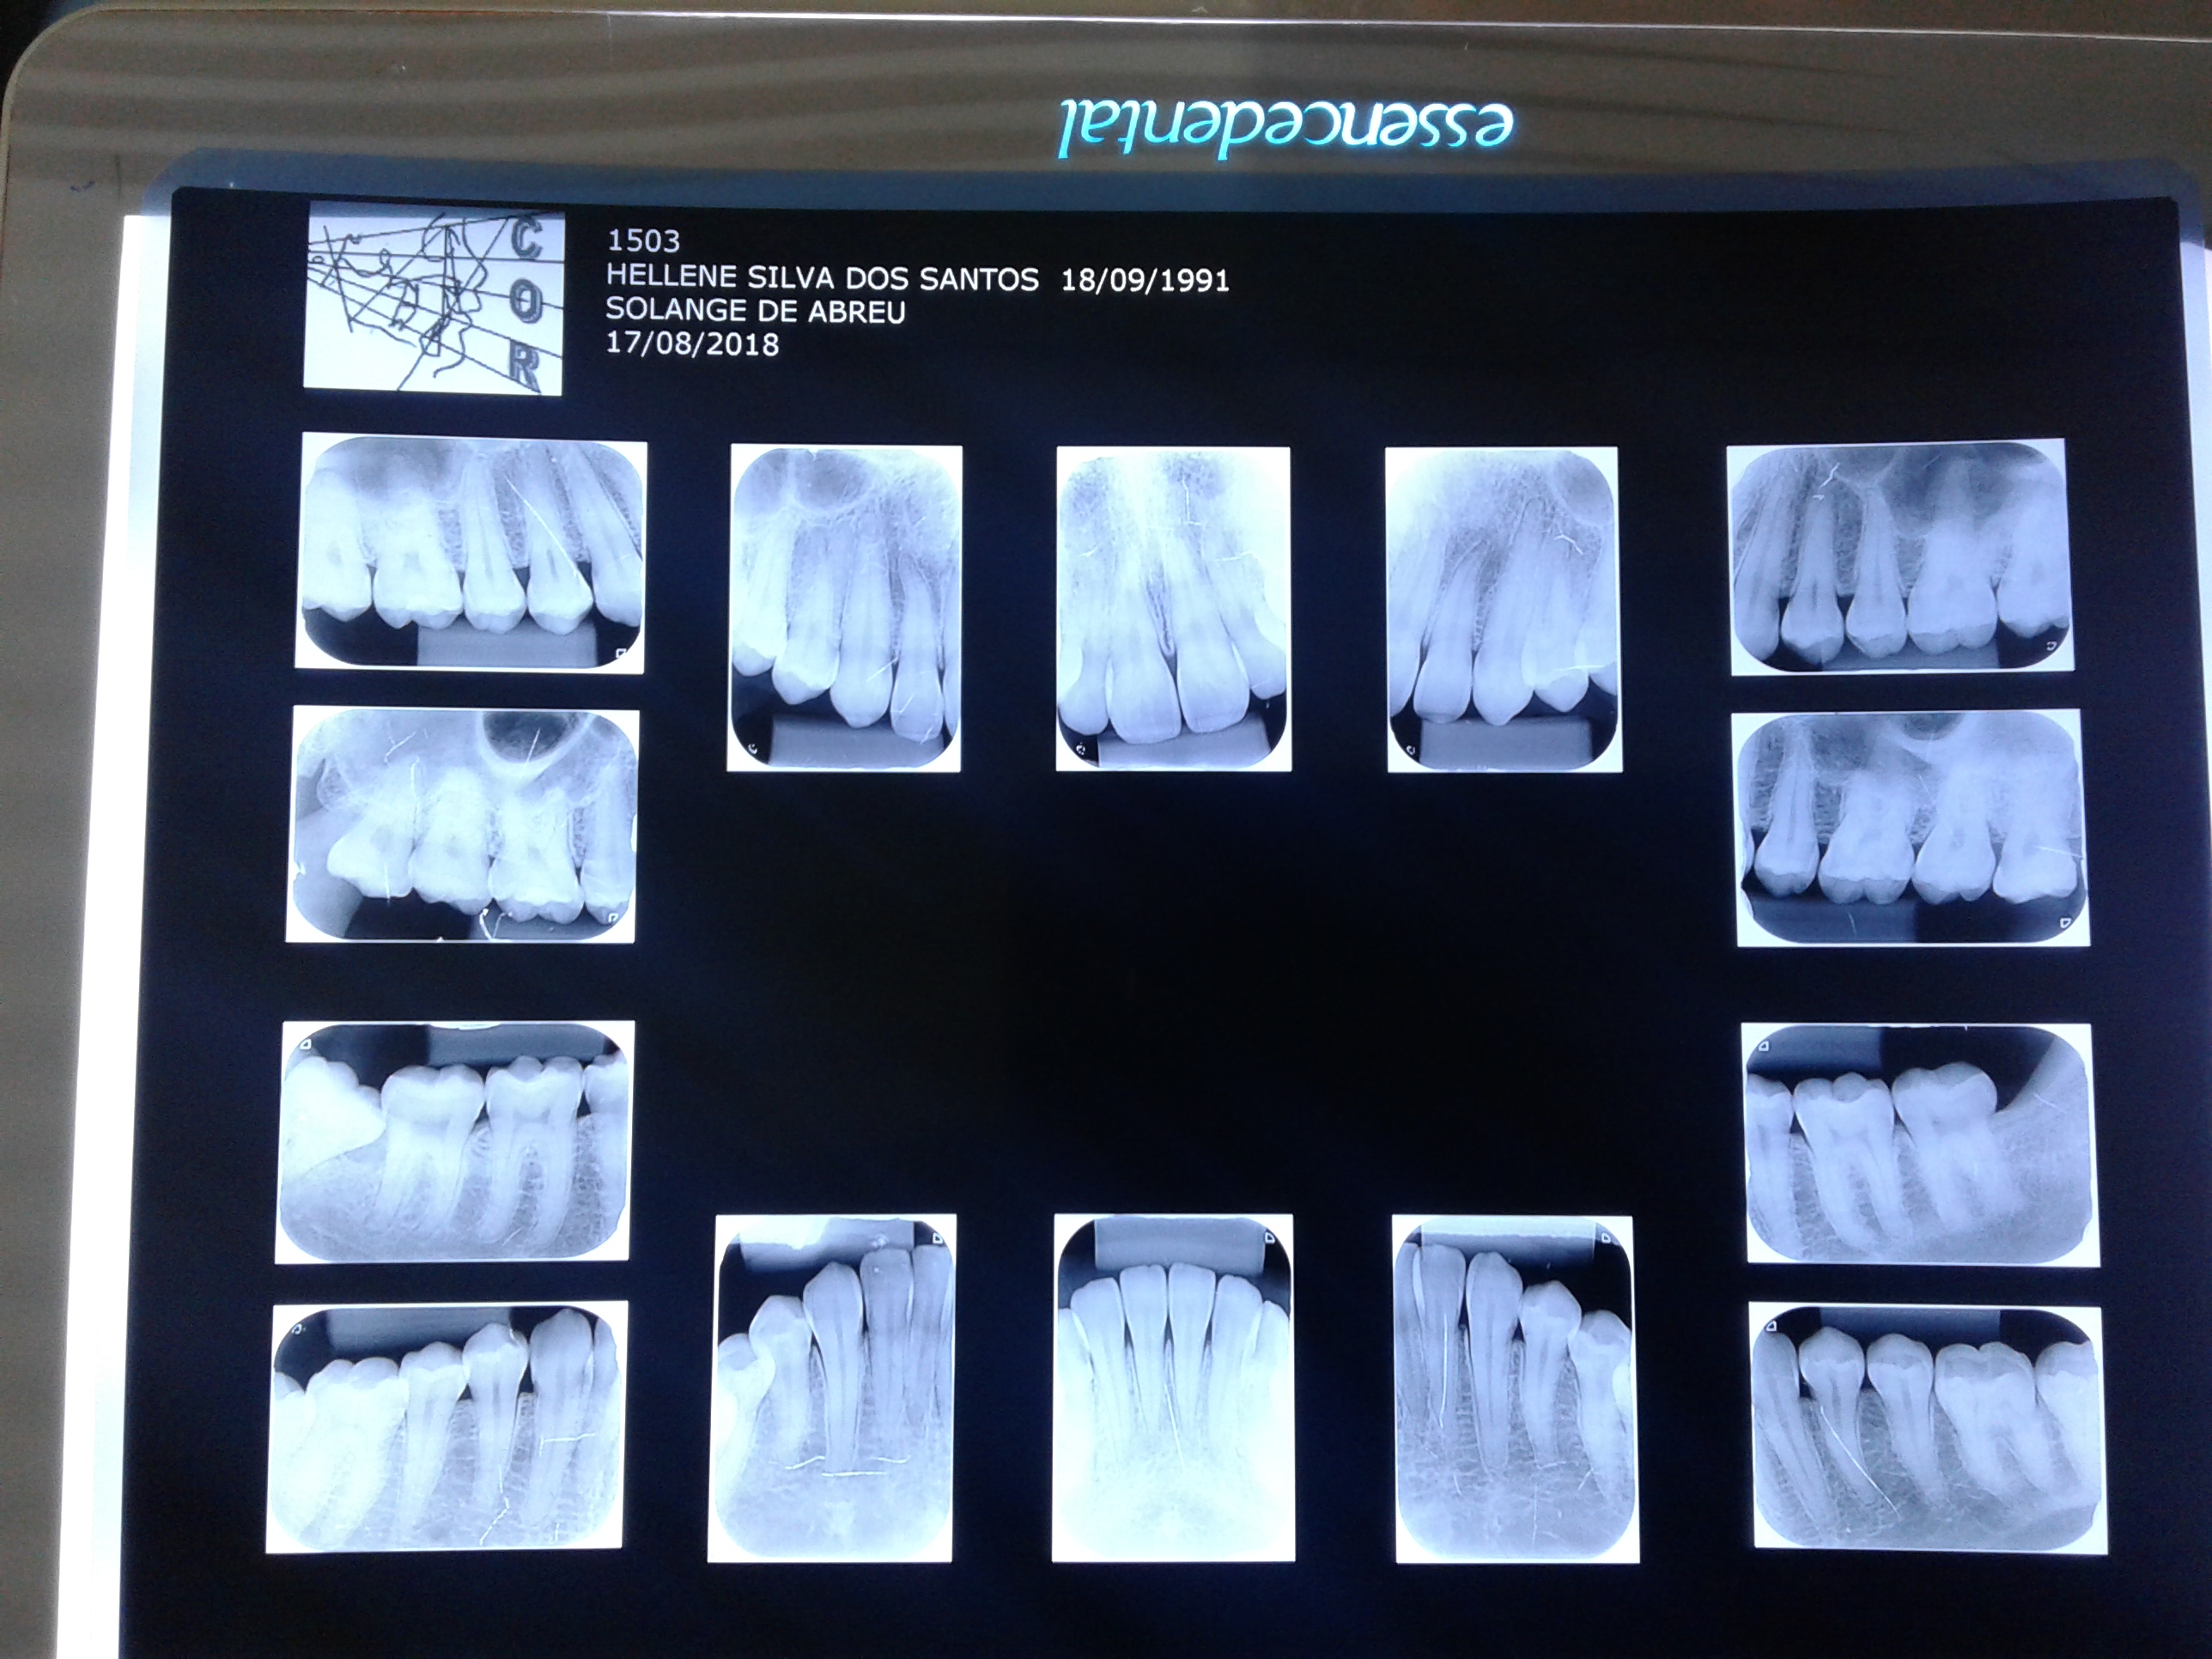 essencedental
C
O
R
1503
HELLENE SILVA DOS SANTOS 18/09/1991
SOLANGE DE ABREU
17/08/2018